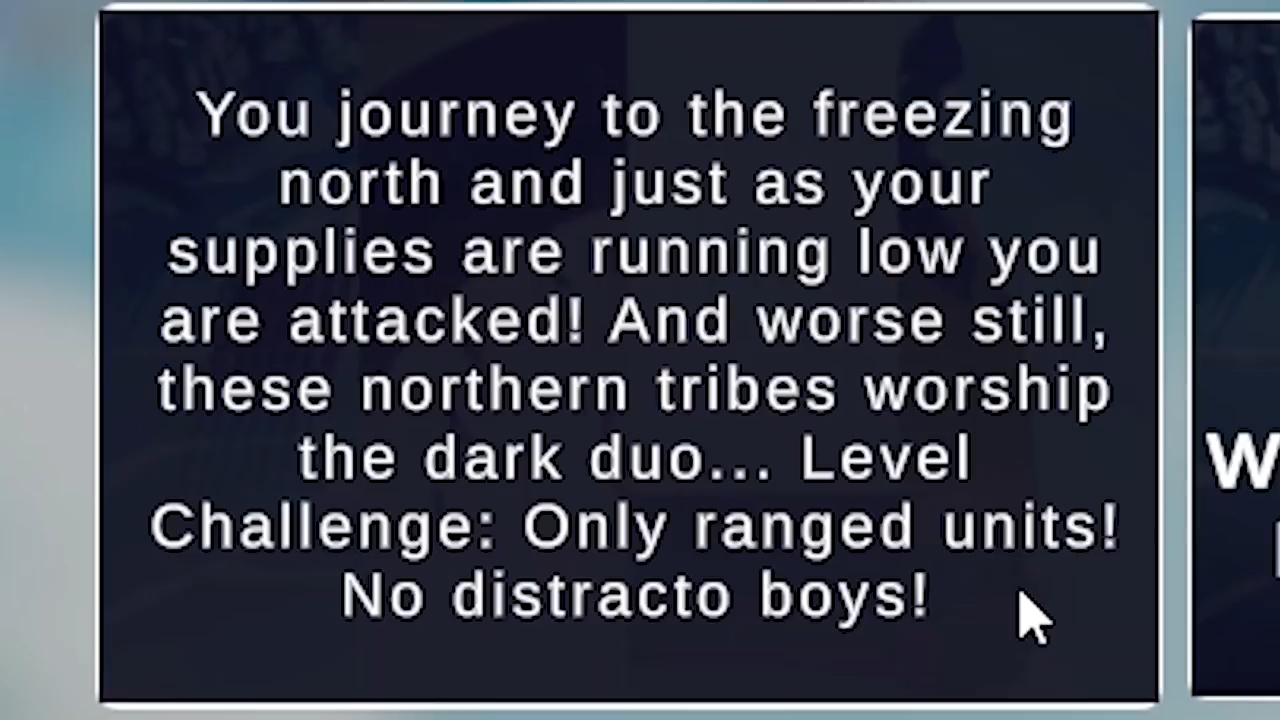 You journey to the freezing
north and just as your
supplies are running low you
are attacked! And worse still,
these northern tribes worship
the dark duo... Level
Challenge: Only ranged units!
No distracto boys!
W